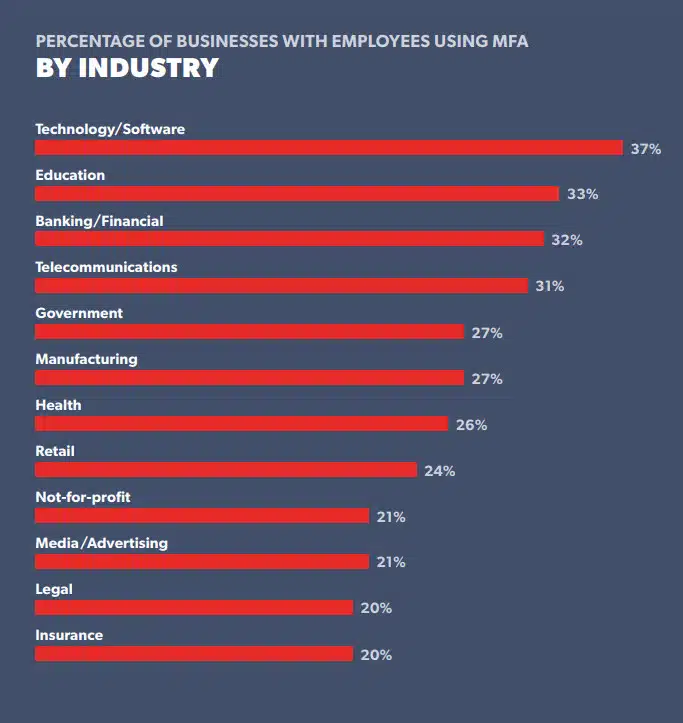 PERCENTAGE OF BUSINESSES WITH EMPLOYEES USING MFA
BY INDUSTRY
Technology/Software
37%
Education
33%
Banking/Financial
32%
Telecommunications
31%
Government
27%
Manufacturing
27%
Health
26%
Retail
24%
Not-for-profit
21%
Media/Advertising
21%
Legal
20%
Insurance
20%